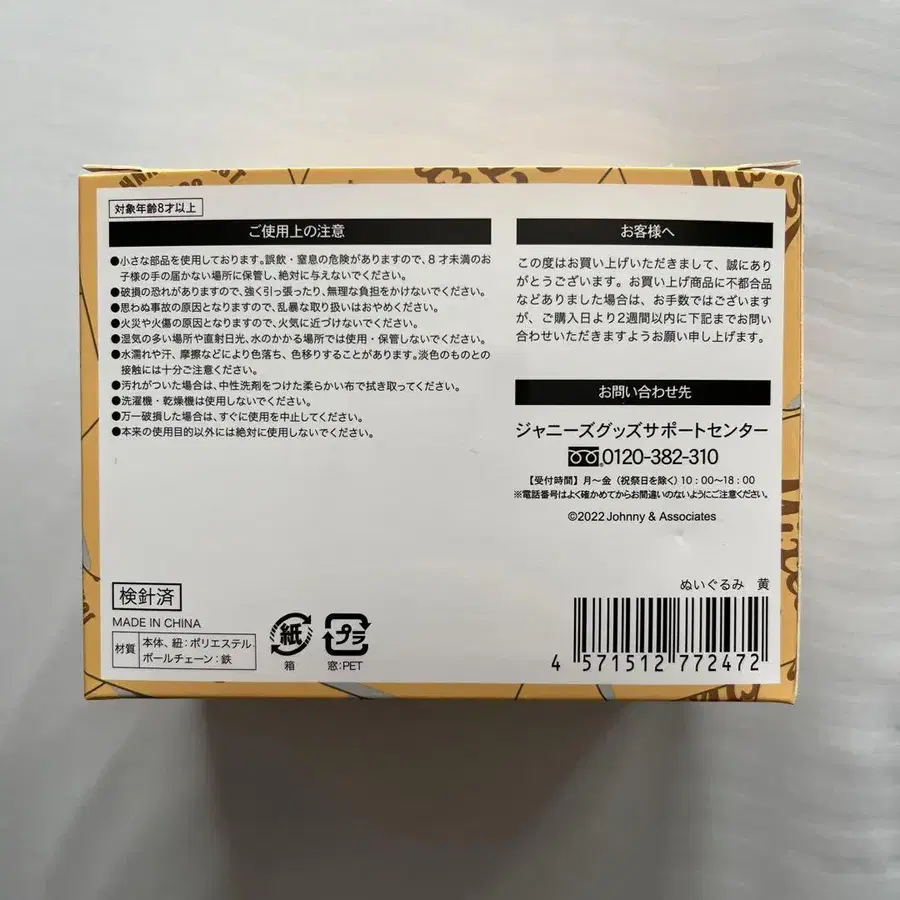 対象年齢8才以上
ご使用上の注意
●小さな部品を使用しております。誤飲・窒息の危険がありますので、8才未満のお
子様の手の届かない場所に保管し、絶対に与えないでください。
●破損の恐れがありますので、強く引っ張ったり、無理な負担をかけないでください。
●思わぬ事故の原因となりますので、乱暴な取り扱いはおやめください。
●火災や火傷の原因となりますので、火気に近づけないでください。
●湿気の多い場所や直射日光、水のかかる場所では使用・保管しないでください。
●水濡れや汗、摩擦などにより色落ち、色移りすることがあります。淡色のものとの
接触には十分ご注意ください。
●汚れがついた場合は、中性洗剤をつけた柔らかい布で拭き取ってください。
●洗濯機・乾燥機は使用しないでください。
●万一破損した場合は、すぐに使用を中止してください。
●本来の使用目的以外には絶対に使用しないでください。
検針済
MADE IN CHINA
材質
本体、紐：ポリエステル
ボールチェーン：鉄
紙
箱
プラ
窓:PET
お客様へ
この度はお買い上げいただきまして、誠にあり
がとうございます。お買い上げ商品に不都合品
などありました場合は、お手数ではございます
が、ご購入日より2週間以内に下記までお問い
合わせいただきますようお願い申し上げます。
お問い合わせ先
ジャニーズグッズサポートセンター
0120-382-310
【受付時間】月〜金（祝祭日を除く）10：00〜18：00
※電話番号はよく確かめてからお間違いのないようにご注意ください。
©2022 Johnny & Associates
ぬいぐるみ 黄
4 571512 772472